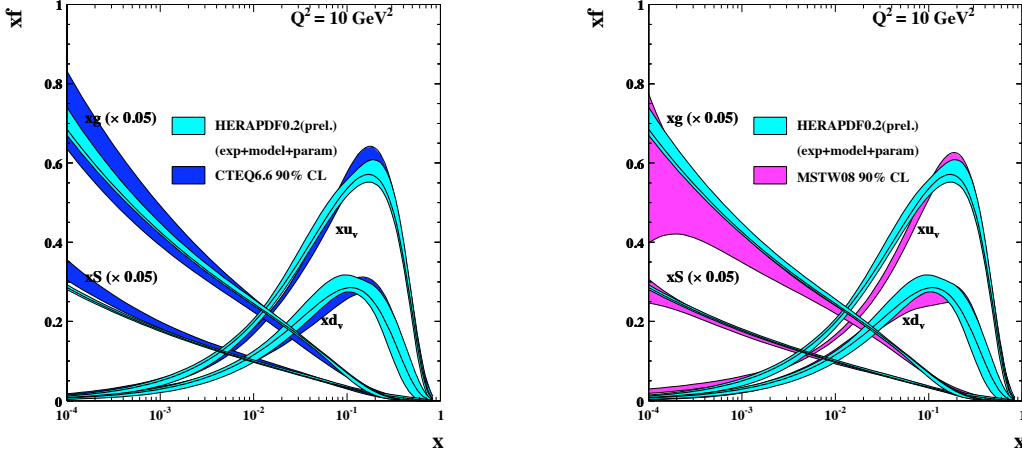 xf
1
Q² = 10 GeV²
0.8
xg (× 0.05)
HERAPDF0.2(prel.)
(exp+model+param)
0.6
CTEQ6.6 90% CL
xu_v
0.4
xS (× 0.05)
xd_v
0.2
0
10⁻⁴ 10⁻³ 10⁻² 10⁻¹ 1
x
xf
1
Q² = 10 GeV²
0.8
xg (× 0.05)
HERAPDF0.2(prel.)
(exp+model+param)
0.6
MSTW08 90% CL
xu_v
0.4
xS (× 0.05)
xd_v
0.2
0
10⁻⁴ 10⁻³ 10⁻² 10⁻¹ 1
x